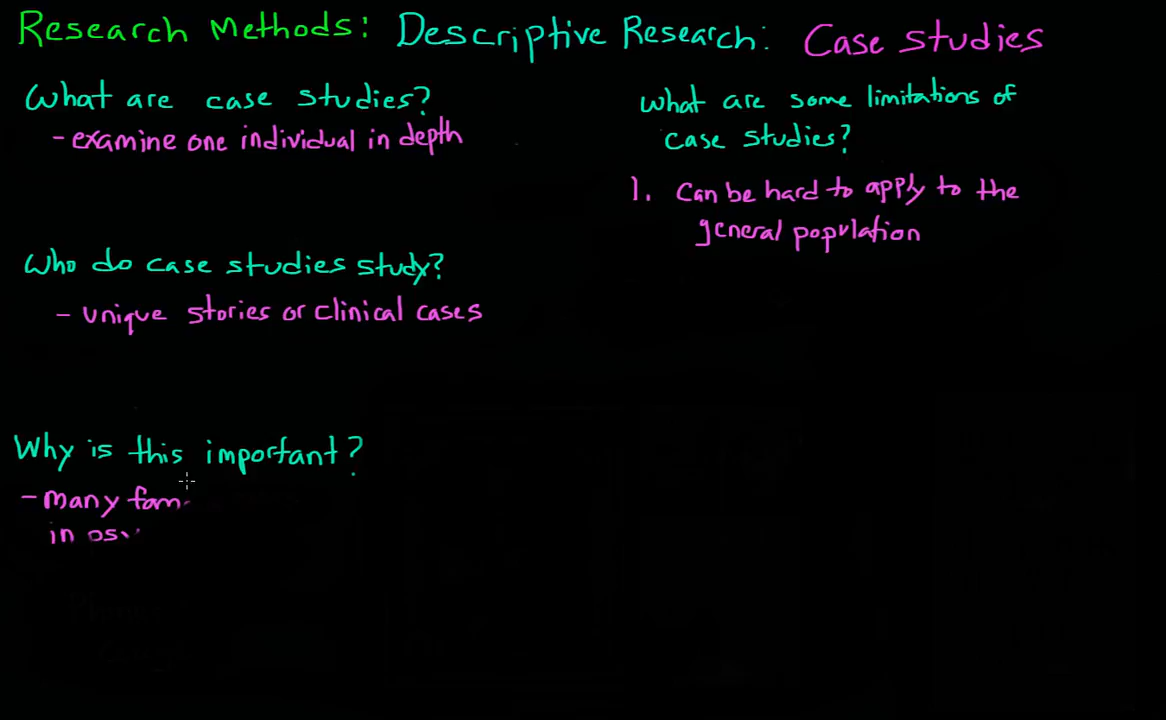 Research Methods: Descriptive Research: Case studies
What are case studies?
- examine one individual in depth
Who do case studies study?
- unique stories or clinical cases
Why is this important?
- many
in
What are some limitations of
case studies?
1. Can be hard to apply to the
general population